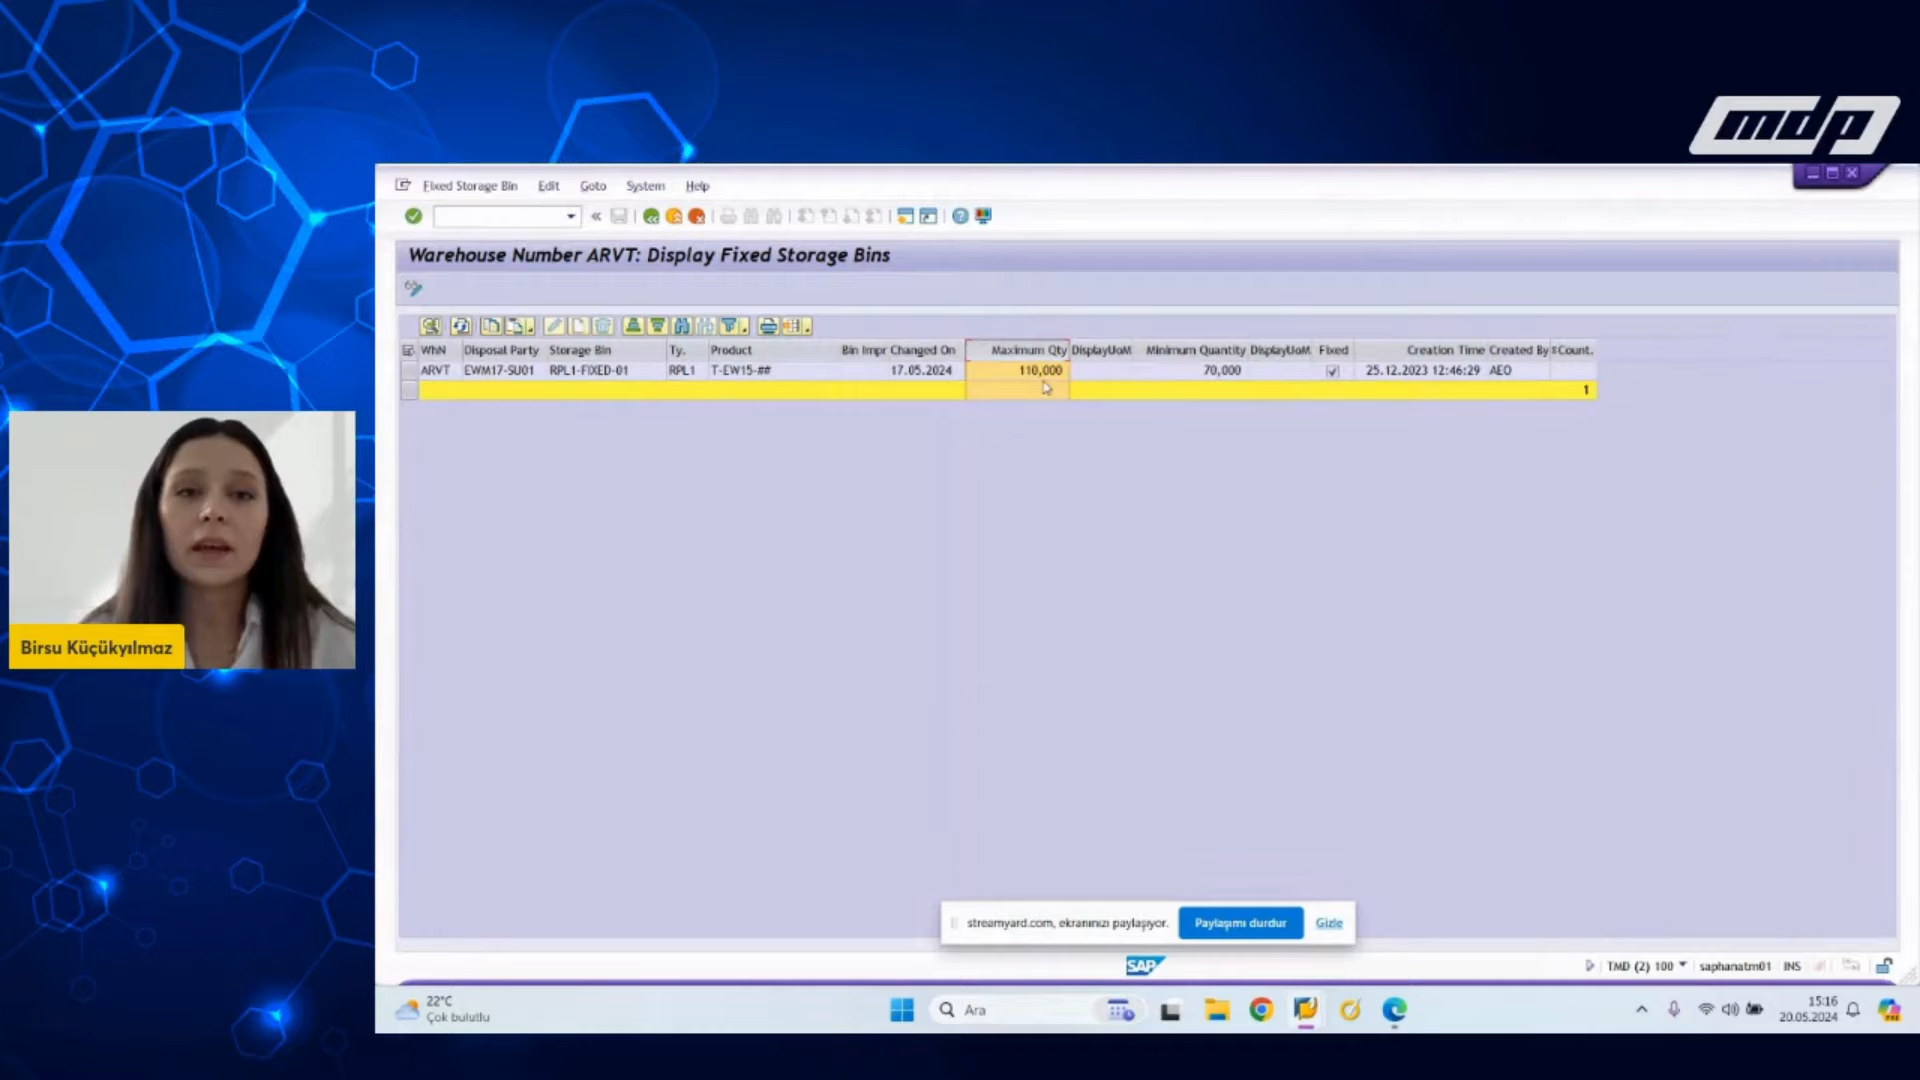 mdp
Fixed Storage Bin Edit Goto System Help
Warehouse Number ARVT: Display Fixed Storage Bins
WhN Disposal Party Storage Bin Ty. Product Bin Impr Changed On Maximum Qty DisplayUoM Minimum Quantity DisplayUoM Fixed Creation Time Created By Count.
ARVT EWM17-SU01 RPL1-FIXED-01 RPL1 T-EW15-## 17.05.2024 110,000 70,000 25.12.2023 12:46:29 AEO
1
Birsu Küçükyılmaz
streamyard.com, ekranınızı paylaşıyor. Paylaşımı durdur Gizle
SAP
TMD (2) 100 saphanatm01 INS
22°C
Çok bulutlu
Ara
15:16
20.05.2024